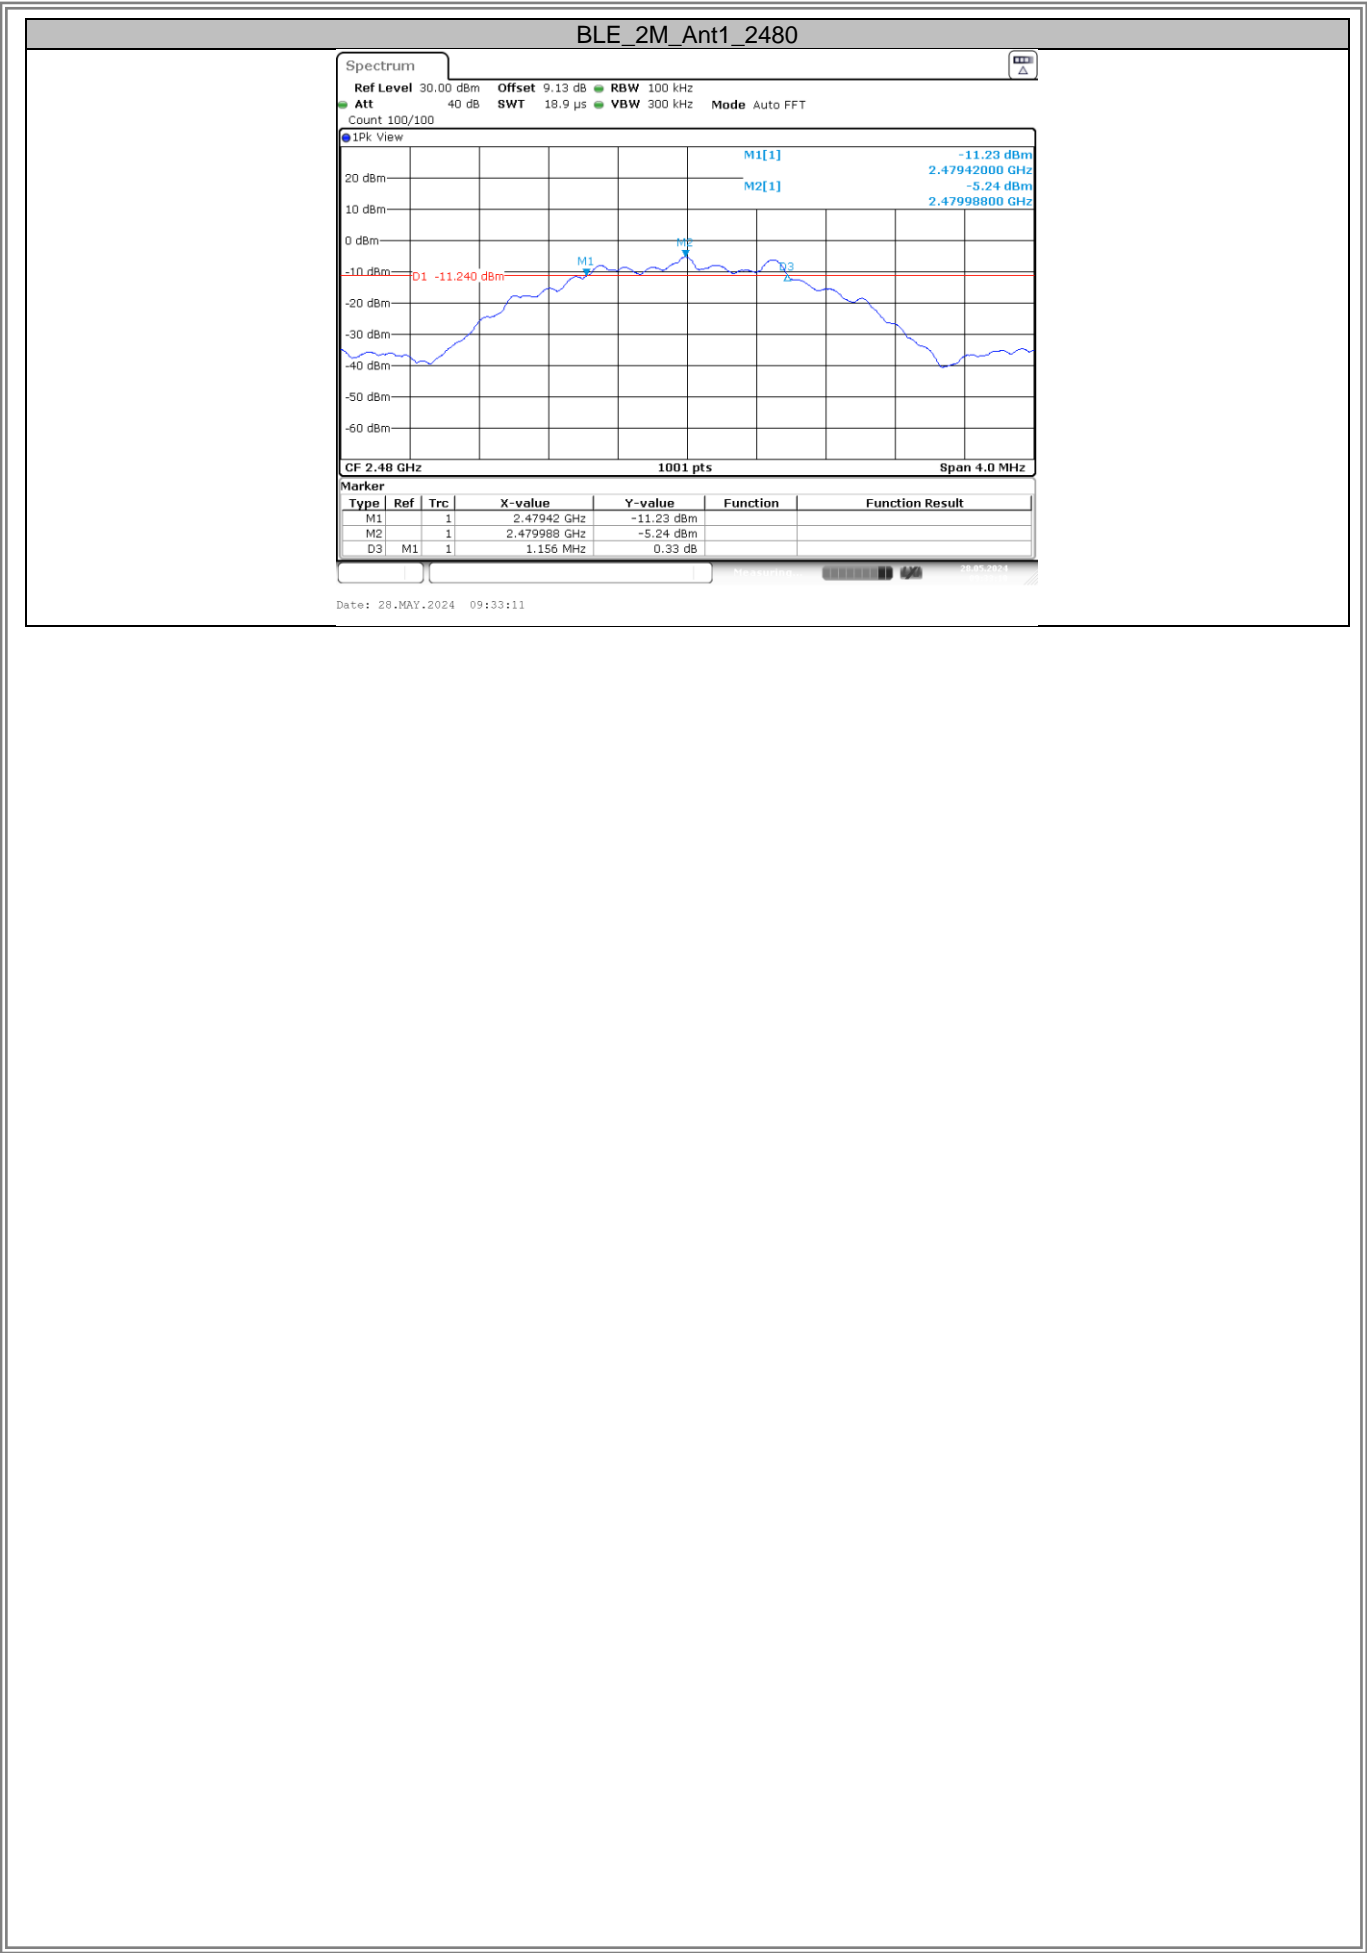 BLE_2M_Ant1_2480
Spectrum
Ref Level 30.00 dBm Offset 9.13 dB RBW 100 kHz
Att 40 dB SWT 18.9 µs VBW 300 kHz Mode Auto FFT
Count 100/100
1Pk View
M1[1] -11.23 dBm
2.47942000 GHz
M2[1] -5.24 dBm
2.47998800 GHz
20 dBm
10 dBm
0 dBm
M2
M1
D3
-10 dBm
D1 -11.240 dBm
-20 dBm
-30 dBm
-40 dBm
-50 dBm
-60 dBm
CF 2.48 GHz 1001 pts Span 4.0 MHz
Marker
Type Ref Trc X-value Y-value Function Function Result
M1 1 2.47942 GHz -11.23 dBm
M2 1 2.479988 GHz -5.24 dBm
D3 M1 1 1.156 MHz 0.33 dB
Measuring 28.05.2024
Date: 28.MAY.2024 09:33:11